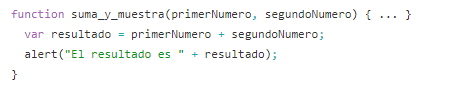 function suma_y_muestra(primerNumero, segundoNumero) { ... }
  var resultado = primerNumero + segundoNumero;
  alert("El resultado es " + resultado);
}